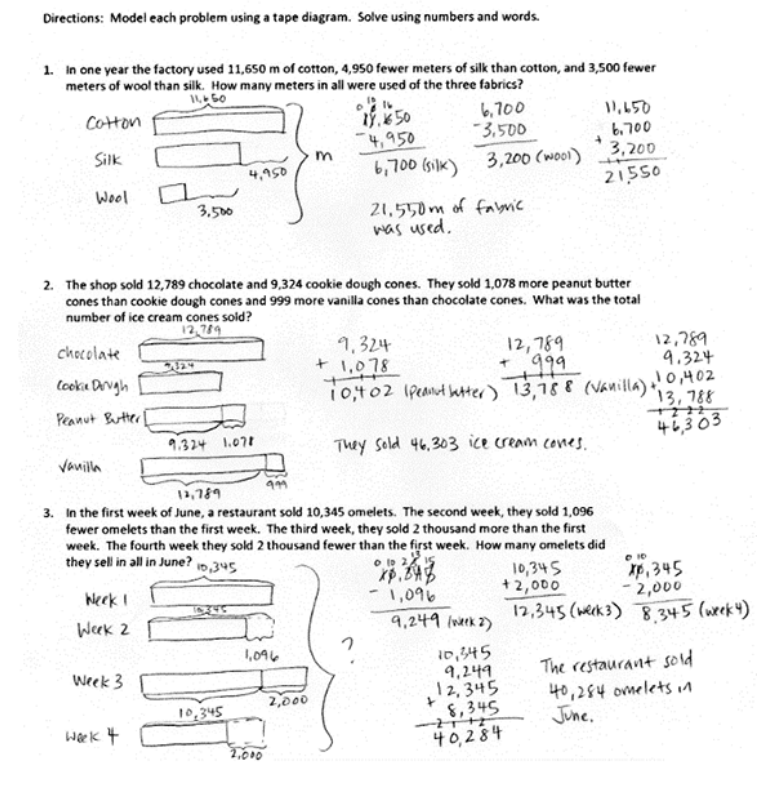 Directions: Model each problem using a tape diagram. Solve using numbers and words.
1. In one year the factory used 11,650 m of cotton, 4,950 fewer meters of silk than cotton, and 3,500 fewer
meters of wool than silk. How many meters in all were used of the three fabrics?
11,650
Cotton
Silk
4,950
Wool
3,500
m
11,650
- 4,950
6,700 (silk)
6,700
- 3,500
3,200 (wool)
11,650
6,700
+ 3,200
21,550
21,550m of fabric
was used.
2. The shop sold 12,789 chocolate and 9,324 cookie dough cones. They sold 1,078 more peanut butter
cones than cookie dough cones and 999 more vanilla cones than chocolate cones. What was the total
number of ice cream cones sold?
12,789
chocolate
9,324
Cookie Dough
Peanut Butter
9,324 1,078
Vanilla
12,789
999
9,324
+ 1,078
10,402 (Peanut butter)
12,789
+ 999
13,788 (Vanilla)
12,789
9,324
10,402
+ 13,788
46,303
They sold 46,303 ice cream cones.
3. In the first week of June, a restaurant sold 10,345 omelets. The second week, they sold 1,096
fewer omelets than the first week. The third week, they sold 2 thousand more than the first
week. The fourth week they sold 2 thousand fewer than the first week. How many omelets did
they sell in all in June?
10,345
Week 1
10,345
Week 2
1,096
Week 3
10,345
2,000
Week 4
2,000
?
10,345
- 1,096
9,249 (week 2)
10,345
+ 2,000
12,345 (week 3)
10,345
- 2,000
8,345 (week 4)
10,345
9,249
12,345
+ 8,345
40,284
The restaurant sold
40,284 omelets in
June.